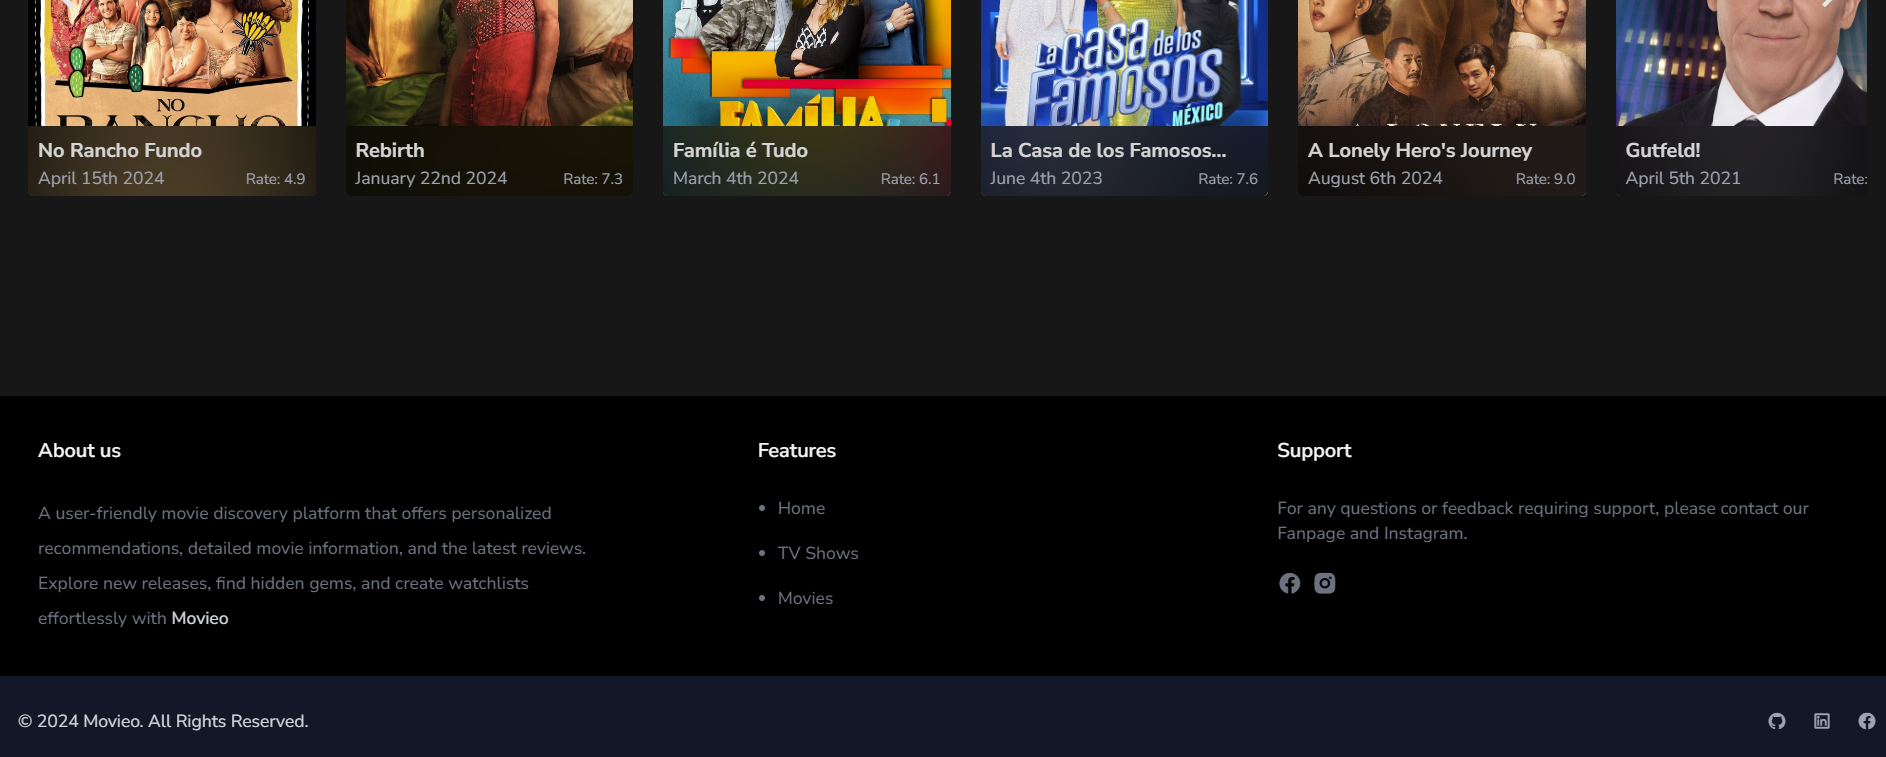 NO
RANCHO
FAMÍLIA
La casa de los
Famosos
MÉXICO
A LONELY
No Rancho Fundo
April 15th 2024
Rate: 4.9
Rebirth
January 22nd 2024
Rate: 7.3
Família é Tudo
March 4th 2024
Rate: 6.1
La Casa de los Famosos...
June 4th 2023
Rate: 7.6
A Lonely Hero's Journey
August 6th 2024
Rate: 9.0
Gutfeld!
April 5th 2021
Rate:
About us
A user-friendly movie discovery platform that offers personalized
recommendations, detailed movie information, and the latest reviews.
Explore new releases, find hidden gems, and create watchlists
effortlessly with Movieo
Features
• Home
• TV Shows
• Movies
Support
For any questions or feedback requiring support, please contact our
Fanpage and Instagram.
© 2024 Movieo. All Rights Reserved.